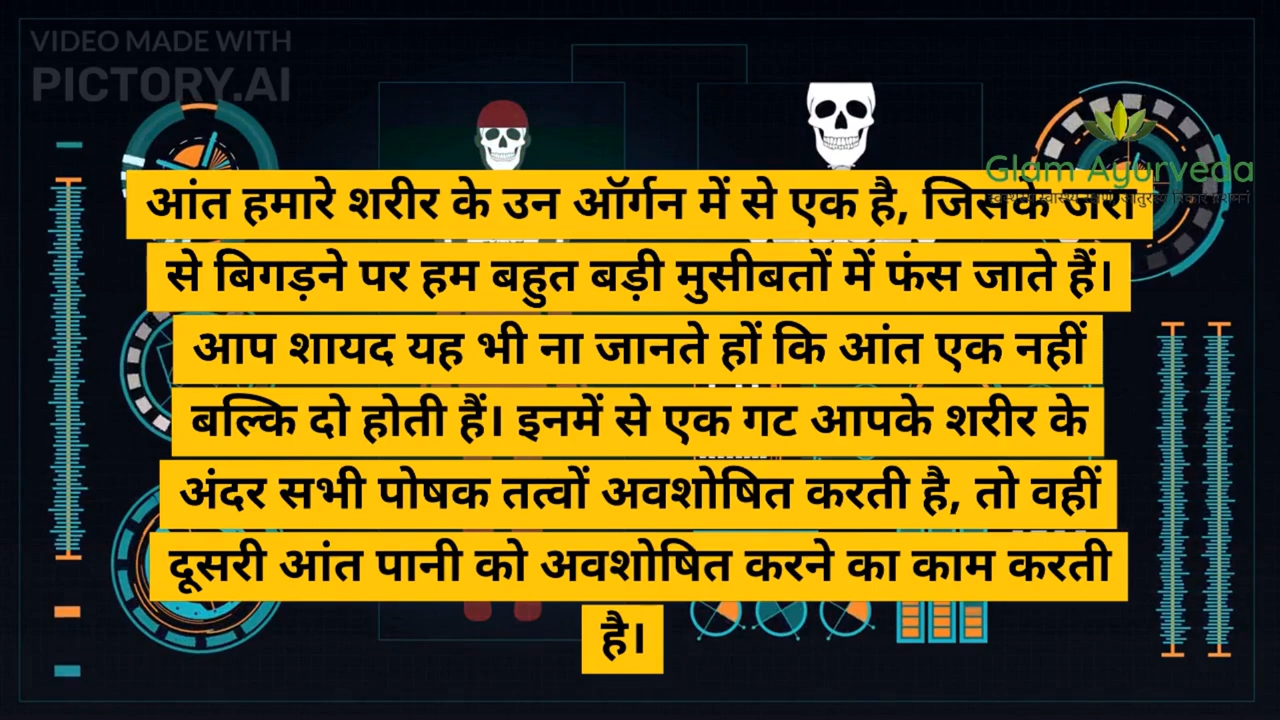 VIDEO MADE WITH
PICTORY.AI
Glam Ayurveda
आंत हमारे शरीर के उन ऑर्गन में से एक है, जिसके जरा
से बिगड़ने पर हम बहुत बड़ी मुसीबतों में फंस जाते हैं।
आप शायद यह भी ना जानते हों कि आंत एक नहीं
बल्कि दो होती हैं। इनमें से एक गट आपके शरीर के
अंदर सभी पोषक तत्वों अवशोषित करती है, तो वहीं
दूसरी आंत पानी को अवशोषित करने का काम करती
है।